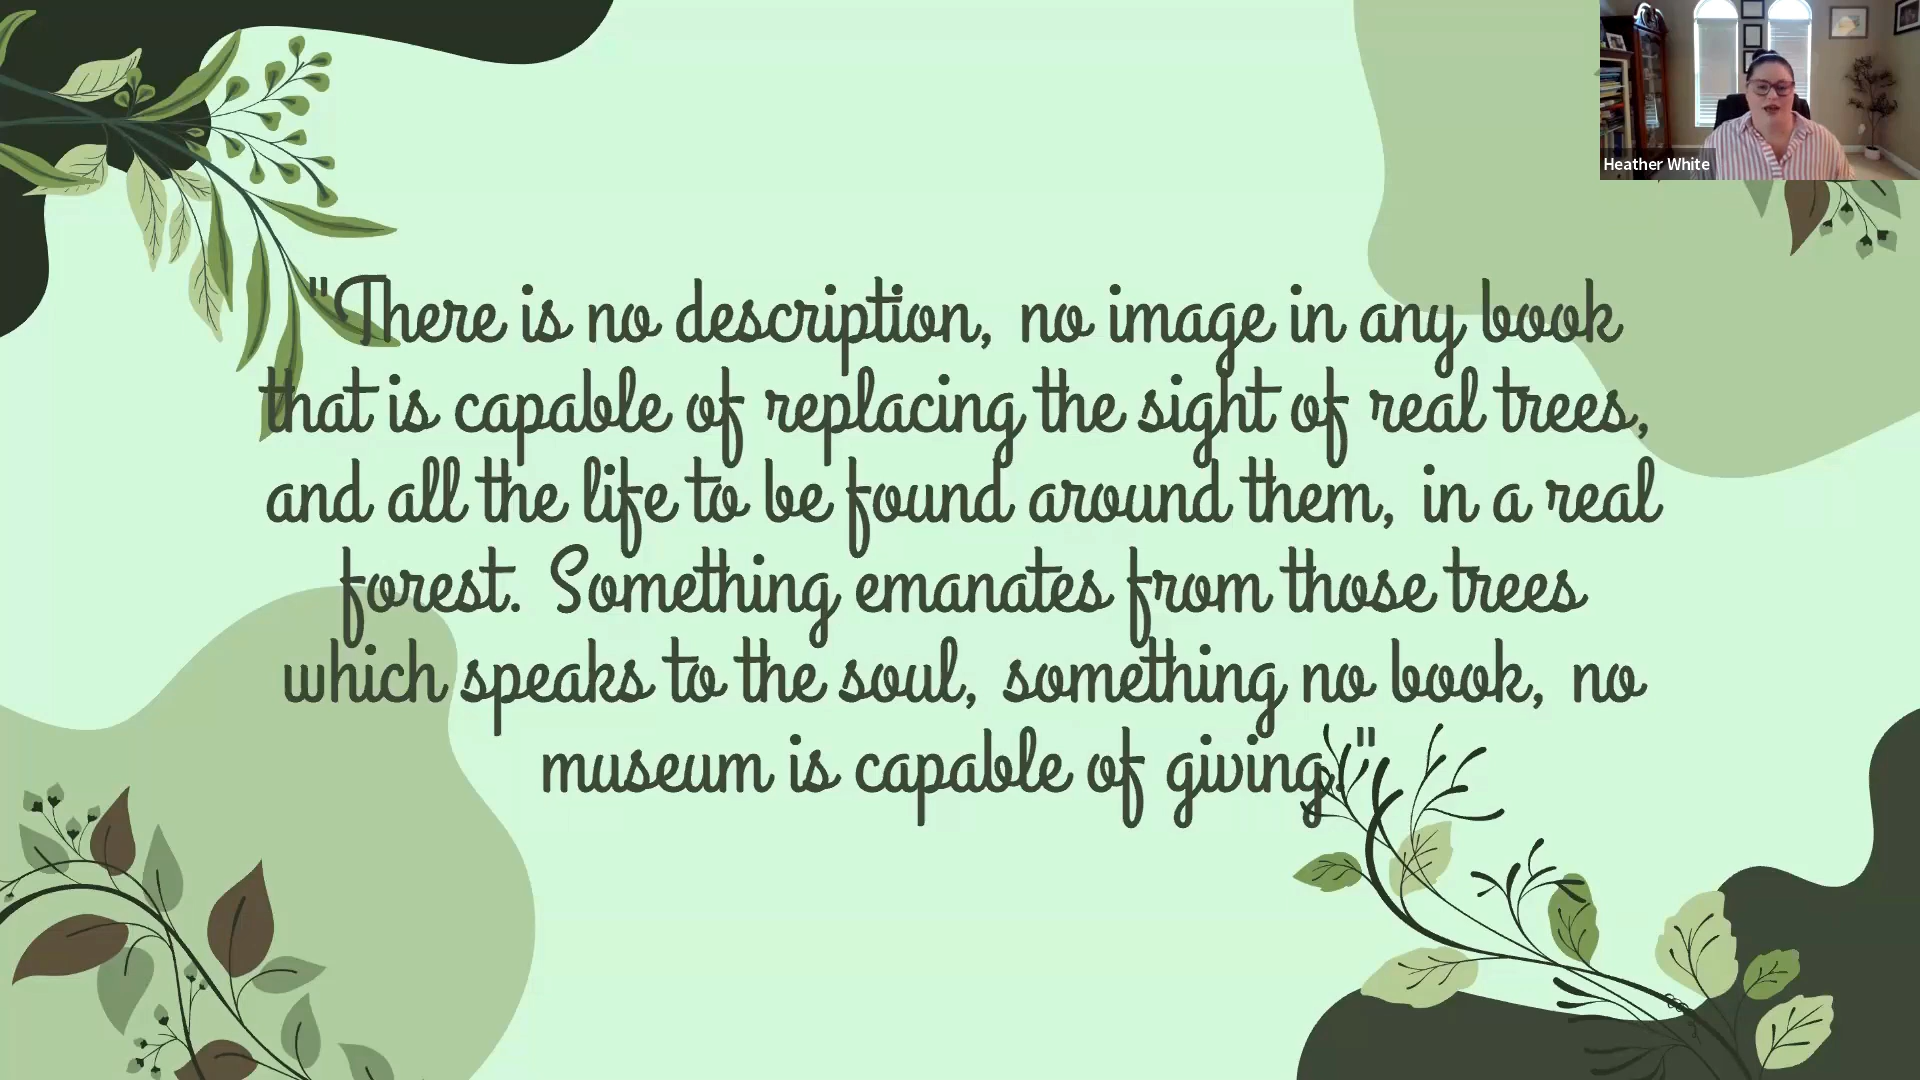 Heather White
"There is no description, no image in any book
that is capable of replacing the sight of real trees,
and all the life to be found around them, in a real
forest. Something emanates from those trees
which speaks to the soul, something no book, no
museum is capable of giving."